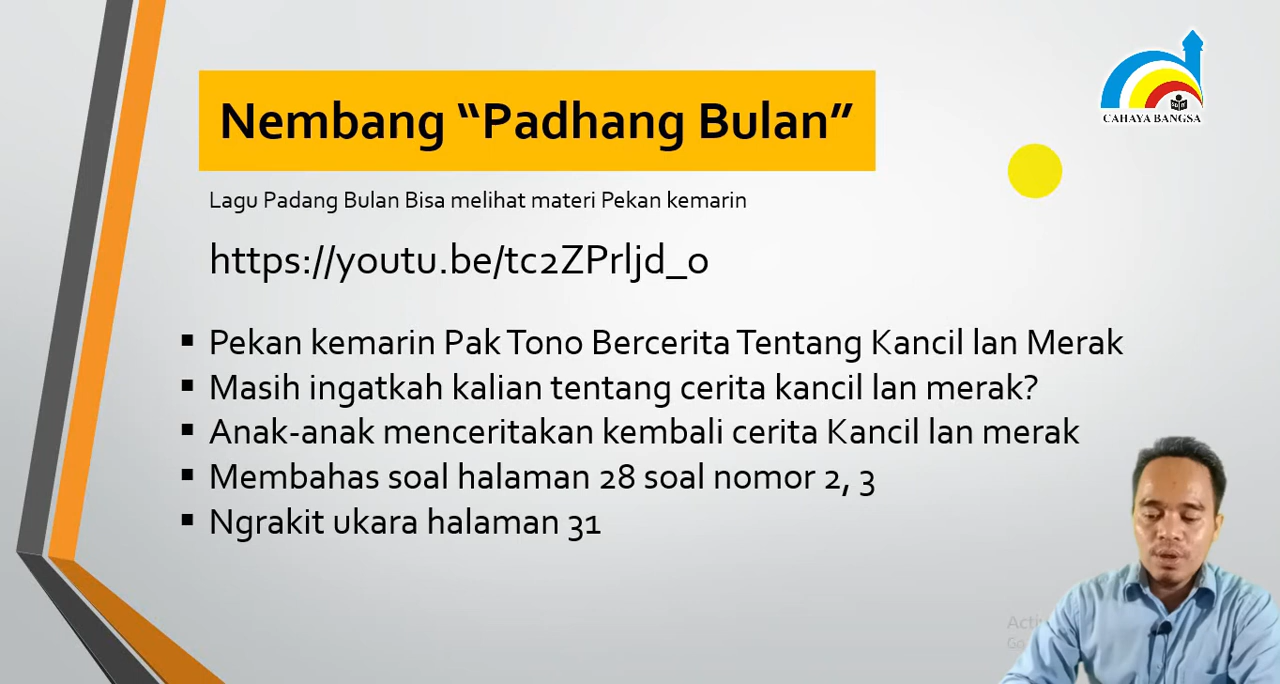 CAHAYA BANGSA
Nembang “Padhang Bulan”
Lagu Padang Bulan Bisa melihat materi Pekan kemarin
https://youtu.be/tc2ZPrljd_0
Pekan kemarin Pak Tono Bercerita Tentang Kancil lan Merak
Masih ingatkah kalian tentang cerita kancil lan merak?
Anak-anak menceritakan kembali cerita Kancil lan merak
Membahas soal halaman 28 soal nomor 2, 3
Ngrakit ukara halaman 31